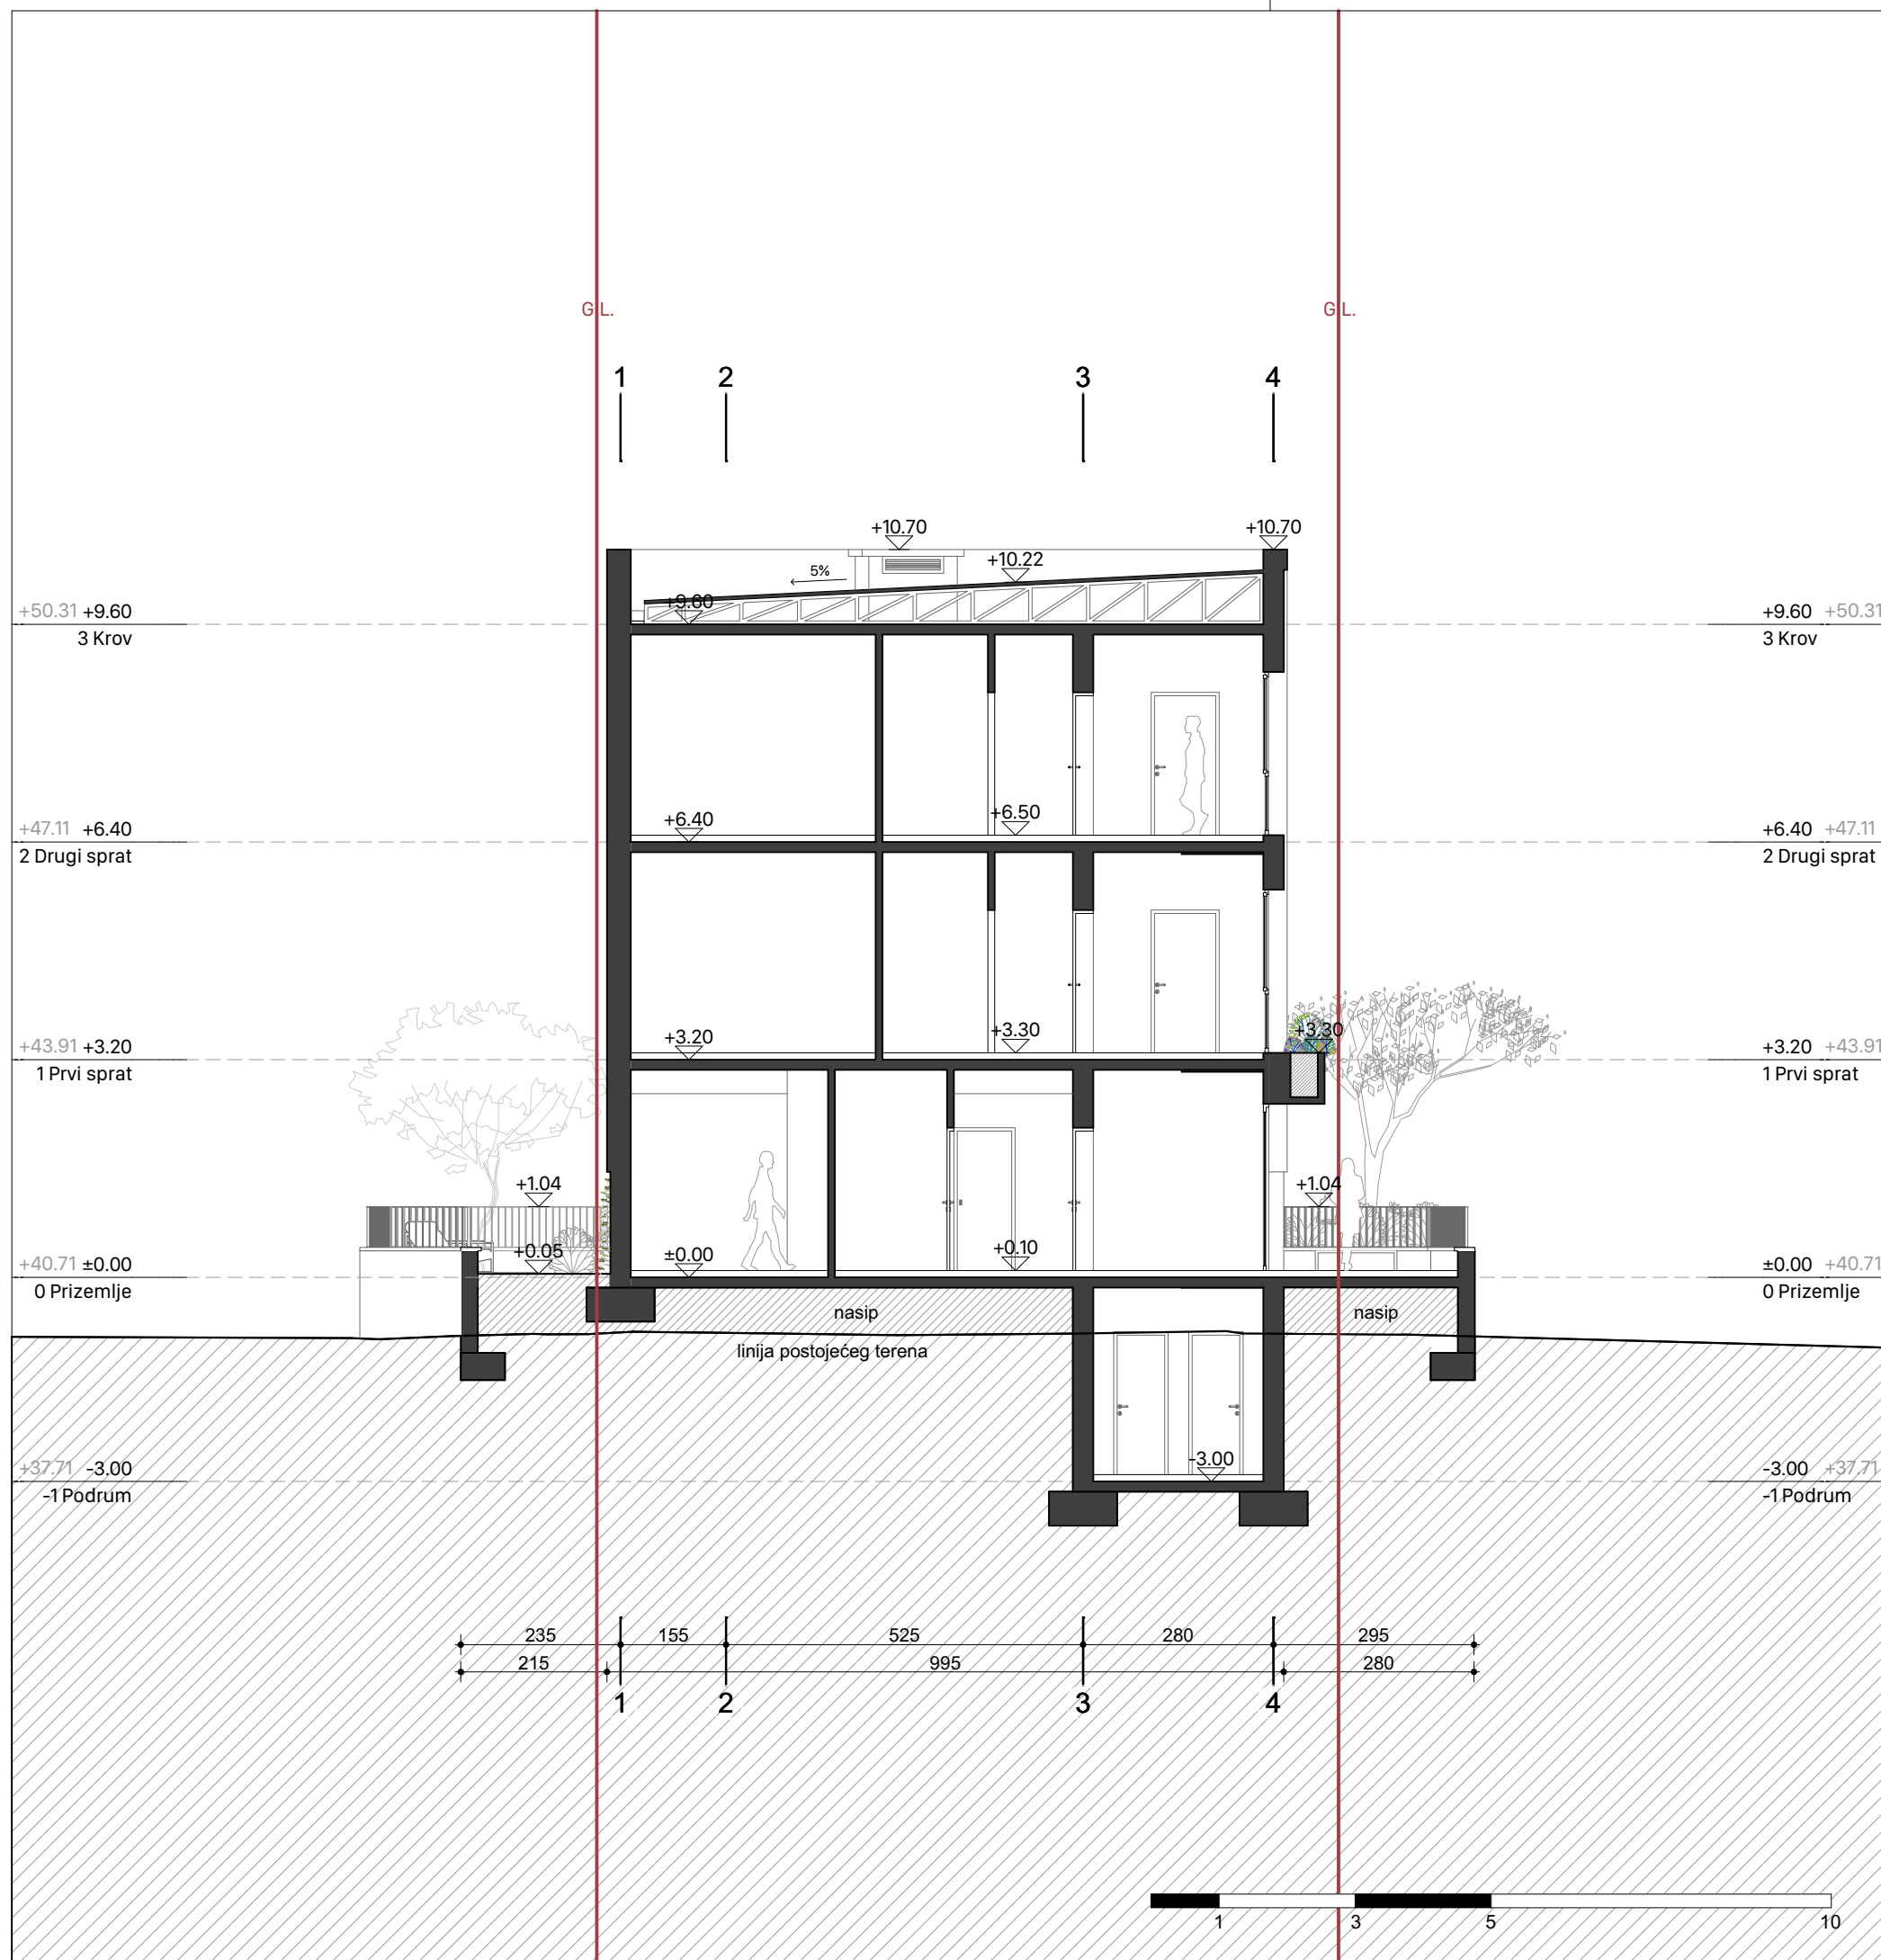 G.L. G.L.
1 2 3 4
+10.70 +10.70
+10.22
5%
+9.60
+50.31 +9.60
3 Krov
+9.60 +50.31
3 Krov
+6.40 +6.50
+47.11 +6.40
2 Drugi sprat
+6.40 +47.11
2 Drugi sprat
+3.20 +3.30 +3.30
+43.91 +3.20
1 Prvi sprat
+3.20 +43.91
1 Prvi sprat
+1.04 +1.04
+0.05 ±0.00 +0.10
+40.71 ±0.00
0 Prizemlje
±0.00 +40.71
0 Prizemlje
nasip nasip
linija postojećeg terena
-3.00
+37.71 -3.00
-1 Podrum
-3.00 +37.71
-1 Podrum
235 155 525 280 295
215 995 280
1 2 3 4
1 3 5 10